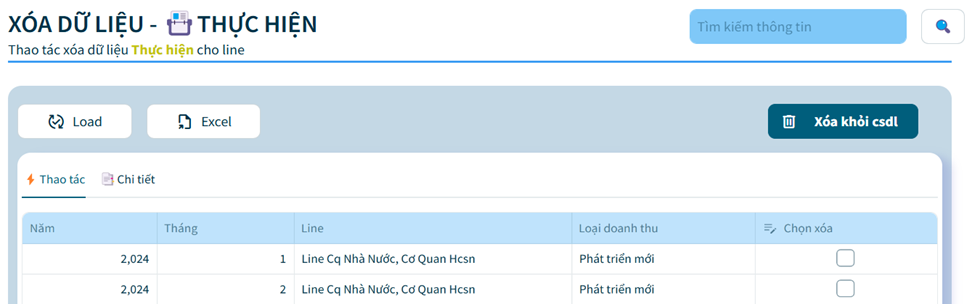 XÓA DỮ LIỆU - THỰC HIỆN
Tìm kiếm thông tin
Thao tác xóa dữ liệu Thực hiện cho line
Load Excel Xóa khỏi csdl
Thao tác Chi tiết
Năm Tháng Line Loại doanh thu Chọn xóa
2,024 1 Line Cq Nhà Nước, Cơ Quan Hcsn Phát triển mới
2,024 2 Line Cq Nhà Nước, Cơ Quan Hcsn Phát triển mới